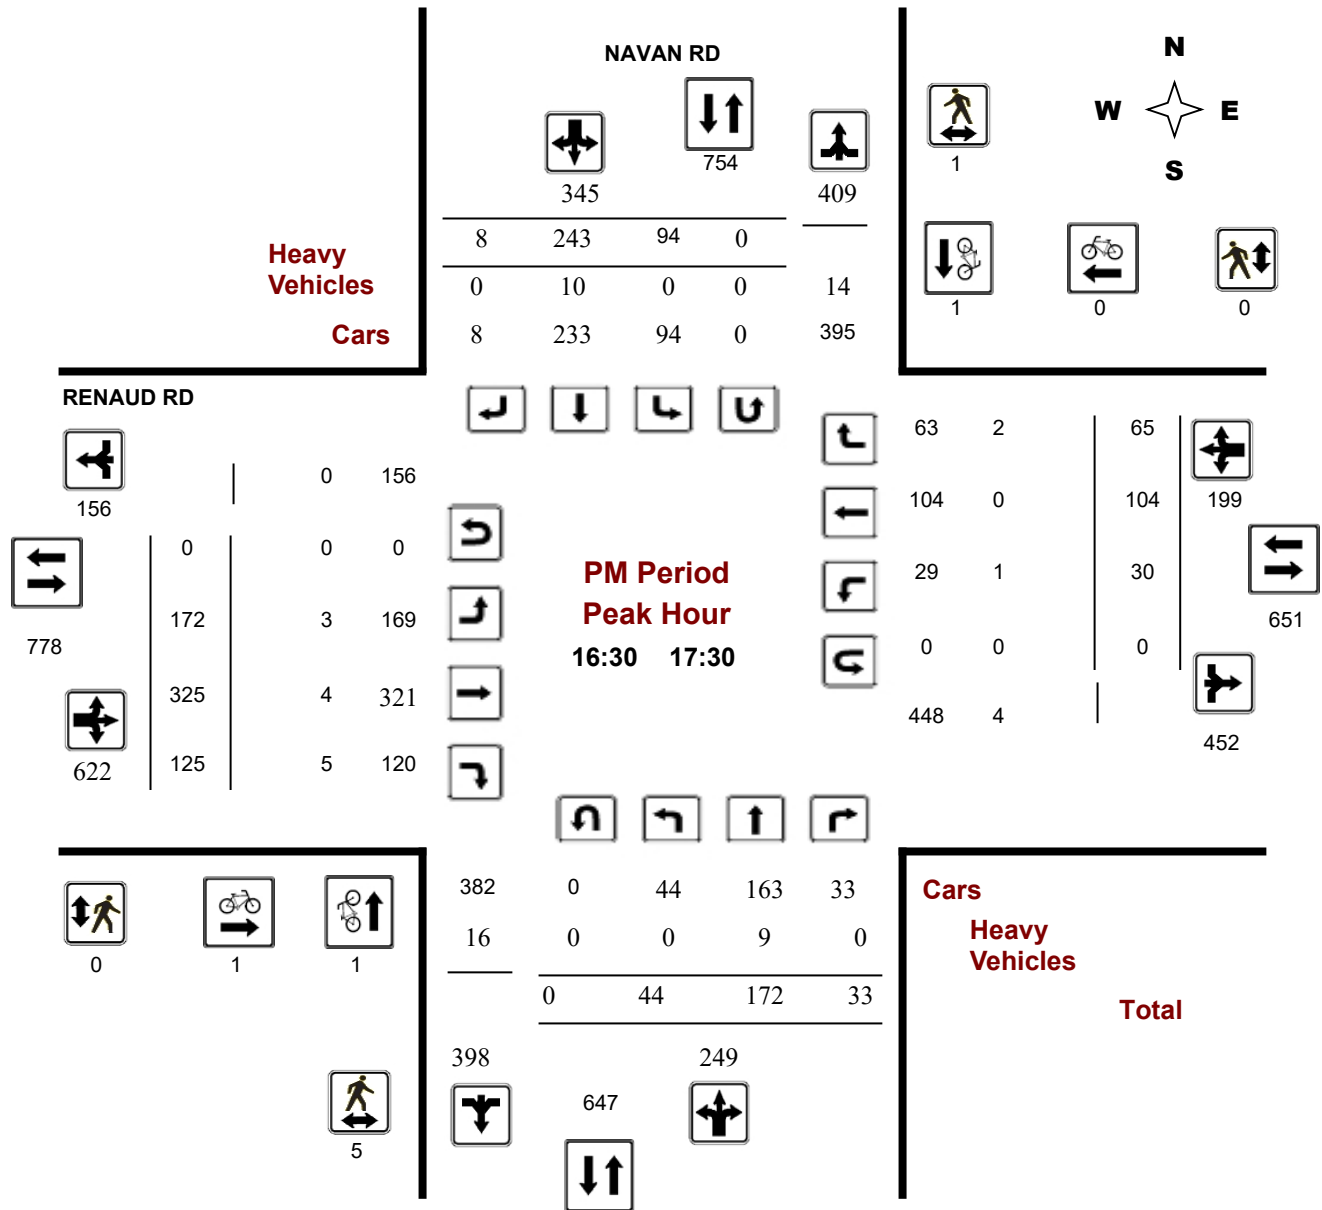 N
NAVAN RD
W E
754
1
S
345
409
8 243 94 0
Heavy
Vehicles
0 10 0 0 14
1 0 0
Cars
8 233 94 0 395
RENAUD RD
63 2 65
0 156
156
104 0 104 199
0 0 0
PM Period
29 1 30
Peak Hour
172 3 169
651
778
0 0 0
16:30 17:30
325 4 321
448 4
452
622 125 5 120
382 0 44 163 33
Cars
16 0 0 9 0
Heavy
Vehicles
0 1 1
0 44 172 33
Total
398 249
647
5